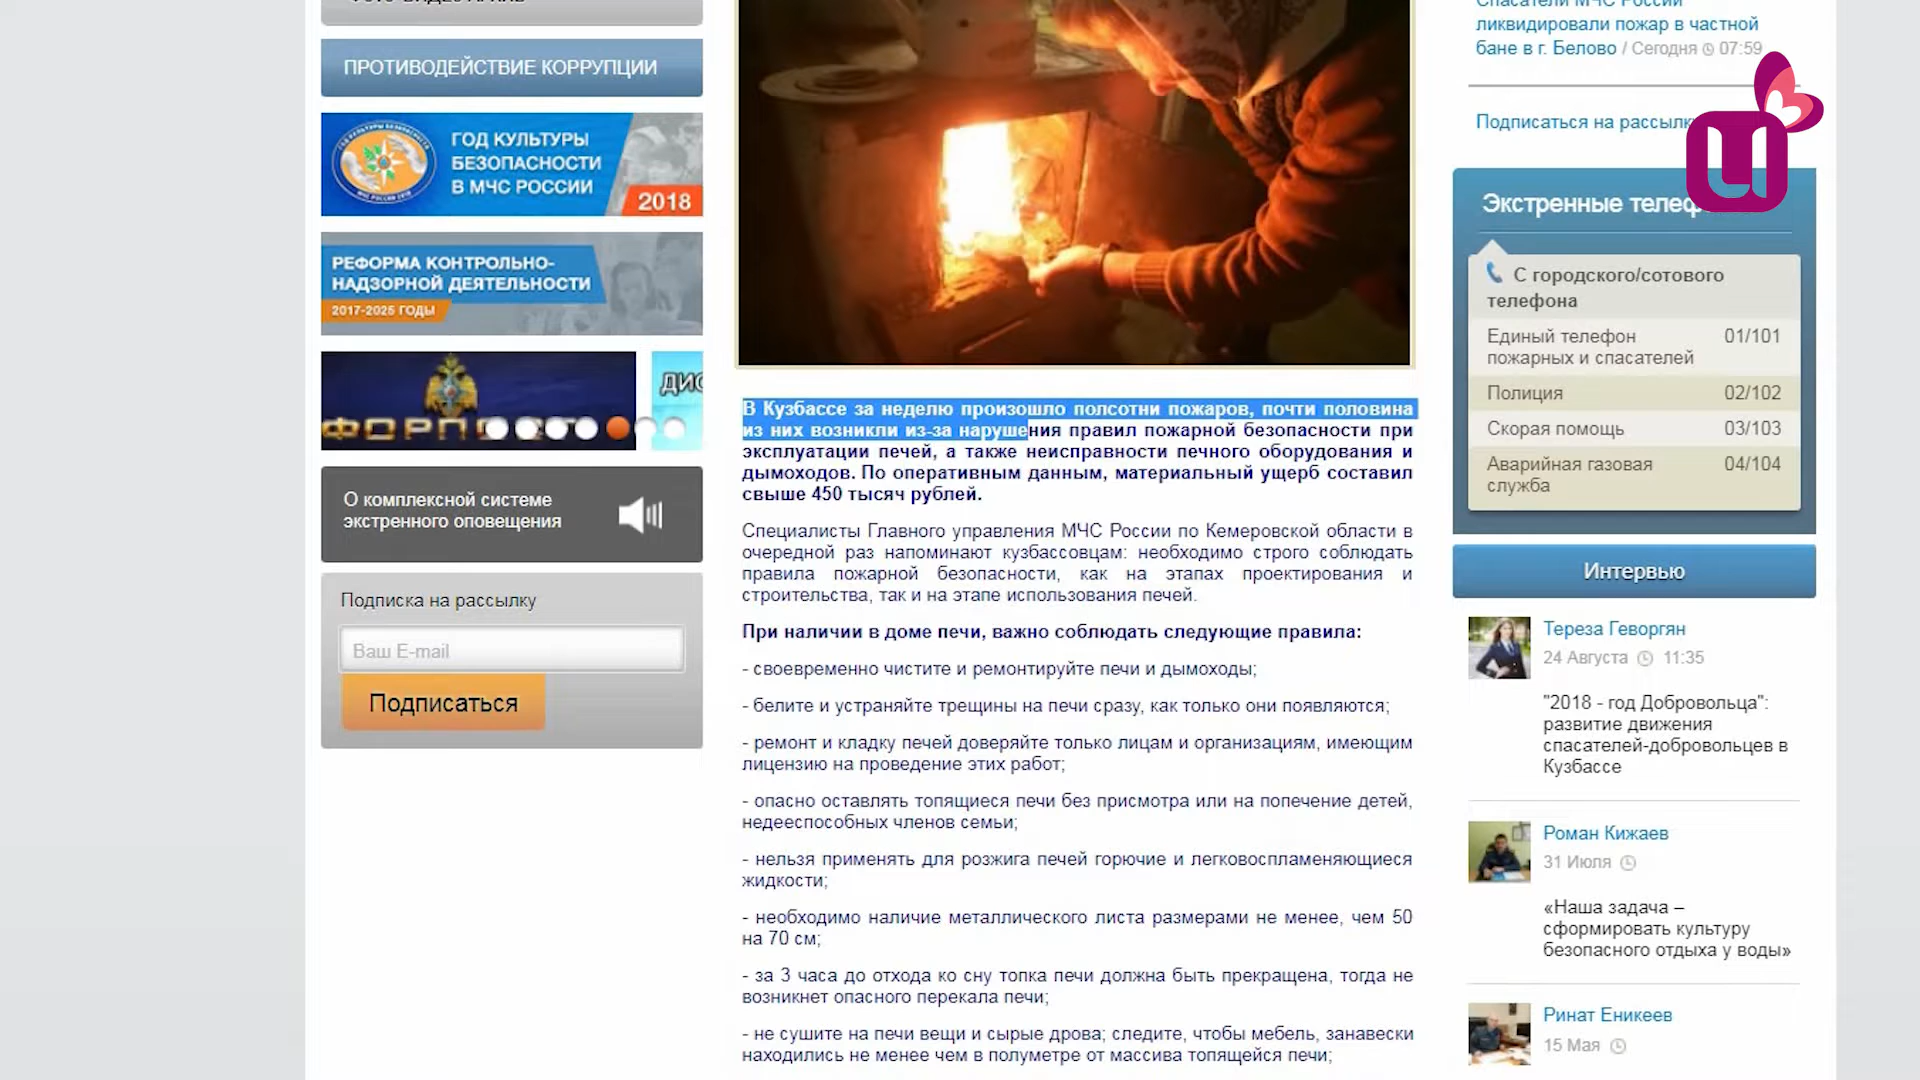 ПРОТИВОДЕЙСТВИЕ КОРРУПЦИИ
ГОД КУЛЬТУРЫ
БЕЗОПАСНОСТИ
В МЧС РОССИИ
2018
РЕФОРМА КОНТРОЛЬНО-
НАДЗОРНОЙ ДЕЯТЕЛЬНОСТИ
2017-2025 ГОДЫ
О комплексной системе
экстренного оповещения
Подписка на рассылку
Ваш E-mail
Подписаться
В Кузбассе за неделю произошло полсотни пожаров, почти половина
из них возникли из-за нарушения правил пожарной безопасности при
эксплуатации печей, а также неисправности печного оборудования и
дымоходов. По оперативным данным, материальный ущерб составил
свыше 450 тысяч рублей.
Специалисты Главного управления МЧС России по Кемеровской области в
очередной раз напоминают кузбассовцам: необходимо строго соблюдать
правила пожарной безопасности, как на этапах проектирования и
строительства, так и на этапе использования печей.
При наличии в доме печи, важно соблюдать следующие правила:
- своевременно чистите и ремонтируйте печи и дымоходы;
- белите и устраняйте трещины на печи сразу, как только они появляются;
- ремонт и кладку печей доверяйте только лицам и организациям, имеющим
лицензию на проведение этих работ;
- опасно оставлять топящиеся печи без присмотра или на попечение детей,
недееспособных членов семьи;
- нельзя применять для розжига печей горючие и легковоспламеняющиеся
жидкости;
- необходимо наличие металлического листа размерами не менее, чем 50
на 70 см;
- за 3 часа до отхода ко сну топка печи должна быть прекращена, тогда не
возникнет опасного перекала печи;
- не сушите на печи вещи и сырые дрова; следите, чтобы мебель, занавески
находились не менее чем в полуметре от массива топящейся печи;
Спасатели МЧС России
ликвидировали пожар в частной
бане в г. Белово / Сегодня 07:59
Подписаться на рассылк
Экстренные телеф
С городского/сотового
телефона
Единый телефон 01/101
пожарных и спасателей
Полиция 02/102
Скорая помощь 03/103
Аварийная газовая 04/104
служба
Интервью
Тереза Геворгян
24 Августа 11:35
"2018 - год Добровольца":
развитие движения
спасателей-добровольцев в
Кузбассе
Роман Кижаев
31 Июля
«Наша задача –
сформировать культуру
безопасного отдыха у воды»
Ринат Еникеев
15 Мая